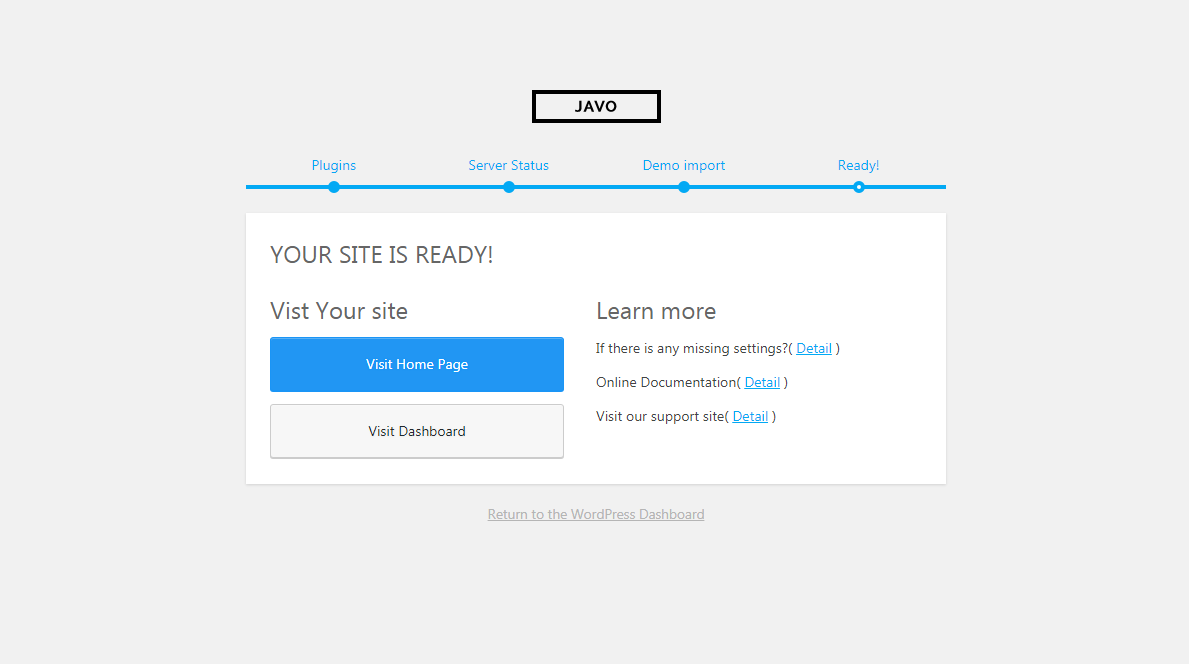 JAVO
Plugins
Server Status
Demo import
Ready!
YOUR SITE IS READY!
Vist Your site
Visit Home Page
Visit Dashboard
Learn more
If there is any missing settings?( Detail )
Online Documentation( Detail )
Visit our support site( Detail )
Return to the WordPress Dashboard